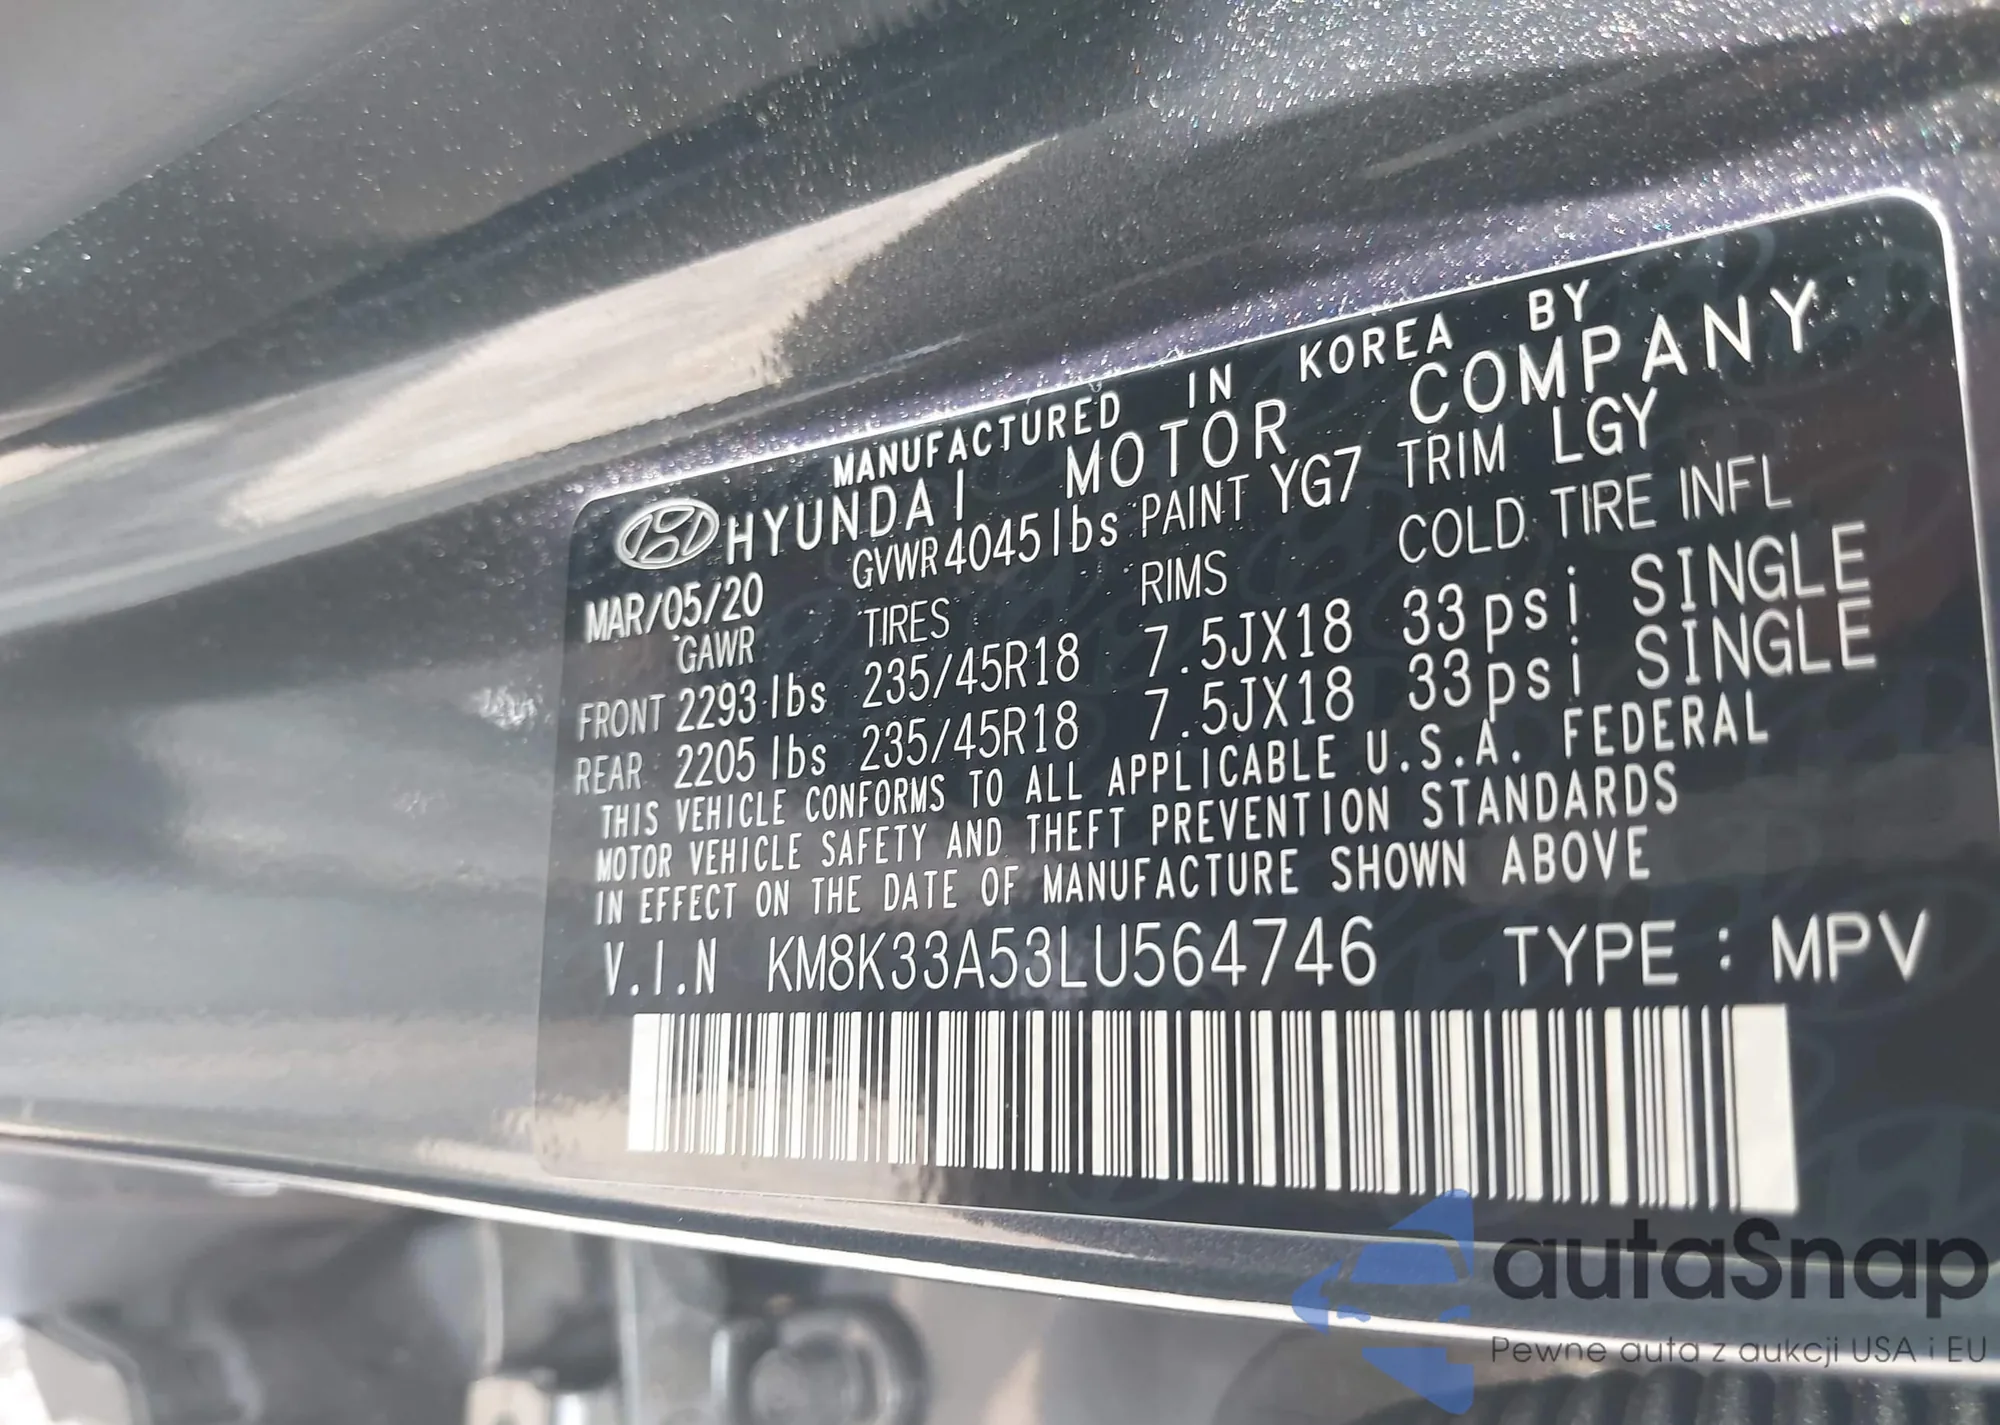 MANUFACTURED IN KOREA BY
HYUNDAI MOTOR COMPANY
MAR/05/20 GVWR 4045 lbs PAINT YG7 TRIM LGY
GAWR TIRES RIMS COLD TIRE INFL
FRONT 2293 lbs 235/45R18 7.5JX18 33 psi SINGLE
REAR 2205 lbs 235/45R18 7.5JX18 33 psi SINGLE
THIS VEHICLE CONFORMS TO ALL APPLICABLE U.S.A. FEDERAL
MOTOR VEHICLE SAFETY AND THEFT PREVENTION STANDARDS
IN EFFECT ON THE DATE OF MANUFACTURE SHOWN ABOVE
V.I.N KM8K33A53LU564746 TYPE : MPV
autaSnap
Pewne auta z aukcji USA i EU